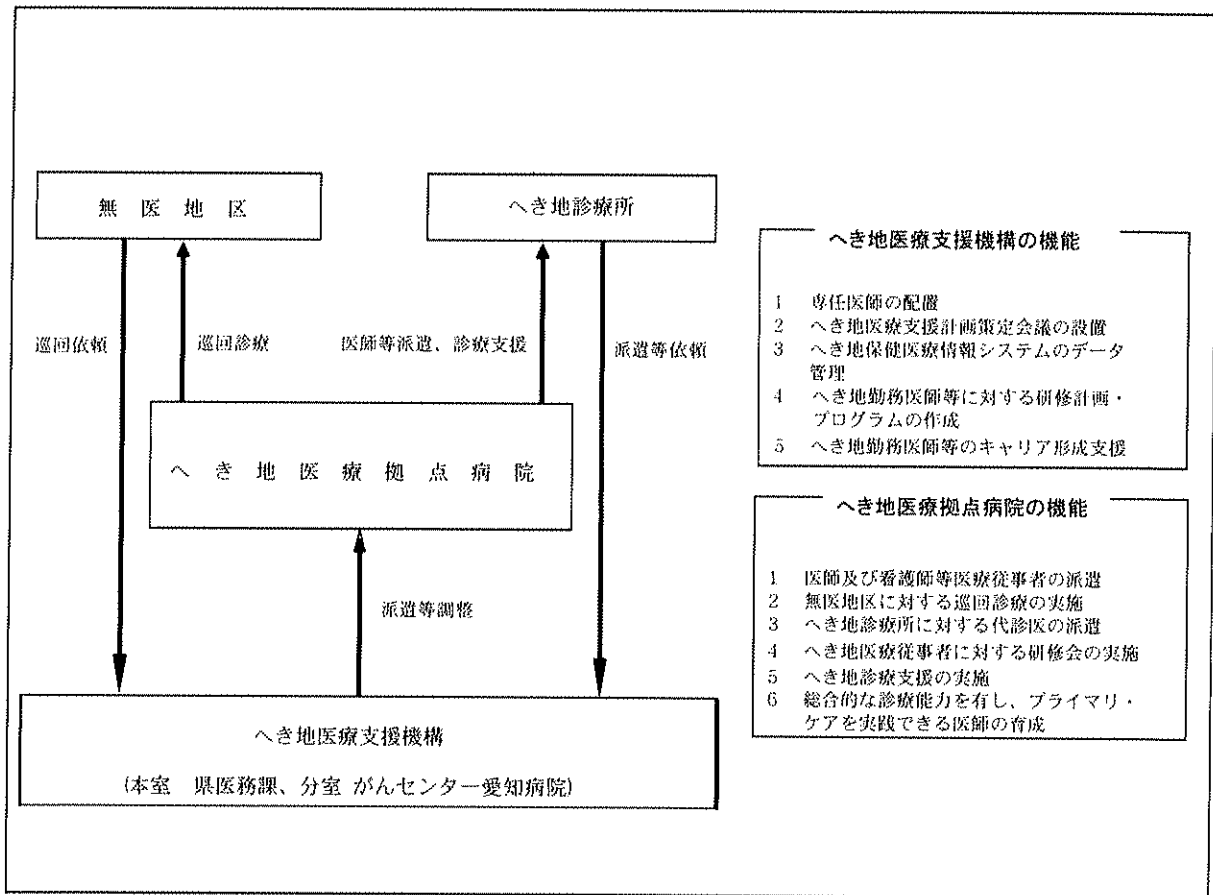 無医地区
へき地診療所
巡回依頼
巡回診療
医師等派遣、診療支援
派遣等依頼
へき地医療拠点病院
派遣等調整
へき地医療支援機構
(本室 県医務課、分室 がんセンター愛知病院)
へき地医療支援機構の機能
1 専任医師の配置
2 へき地医療支援計画策定会議の設置
3 へき地保健医療情報システムのデータ
管理
4 へき地勤務医師等に対する研修計画・
プログラムの作成
5 へき地勤務医師等のキャリア形成支援
へき地医療拠点病院の機能
1 医師及び看護師等医療従事者の派遣
2 無医地区に対する巡回診療の実施
3 へき地診療所に対する代診医の派遣
4 へき地医療従事者に対する研修会の実施
5 へき地診療支援の実施
6 総合的な診療能力を有し、プライマリ・
ケアを実践できる医師の育成